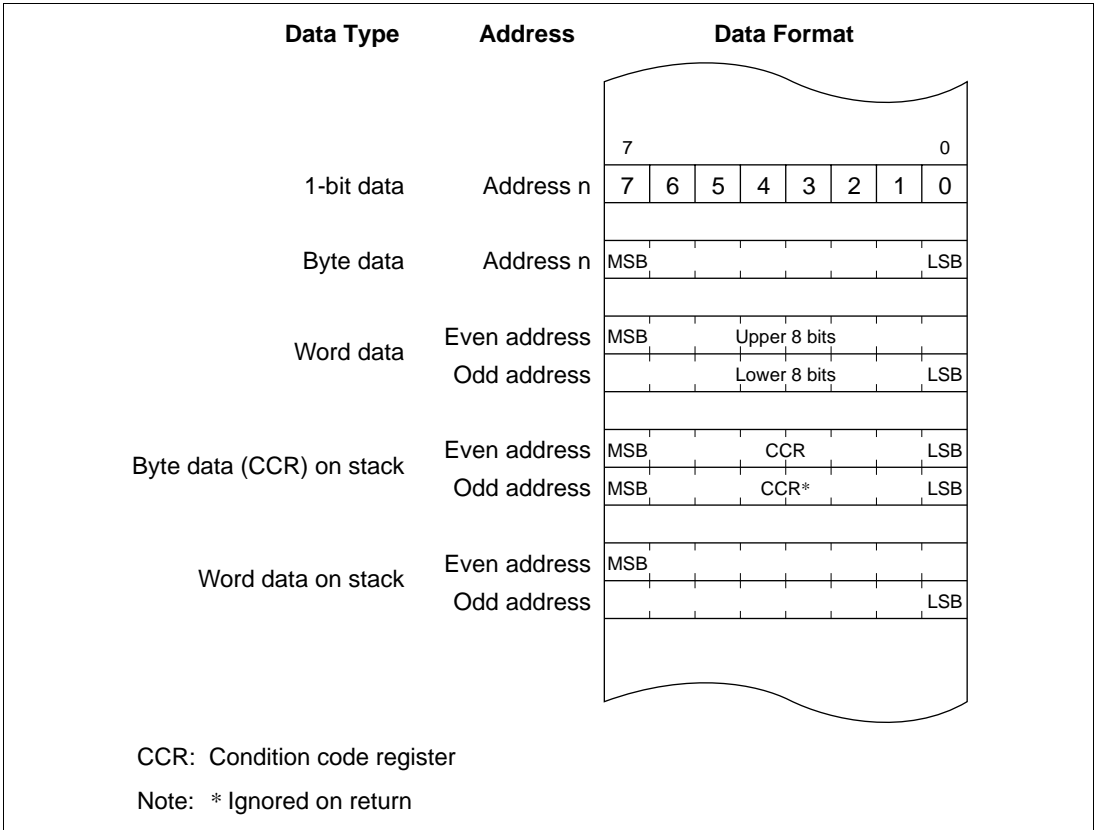 Data Type Address Data Format
7 0
1-bit data Address n 7 6 5 4 3 2 1 0
Byte data Address n MSB LSB
Word data
Even address MSB Upper 8 bits
Odd address Lower 8 bits LSB
Byte data (CCR) on stack
Even address MSB CCR LSB
Odd address MSB CCR* LSB
Word data on stack
Even address MSB
Odd address LSB
CCR: Condition code register
Note: * Ignored on return